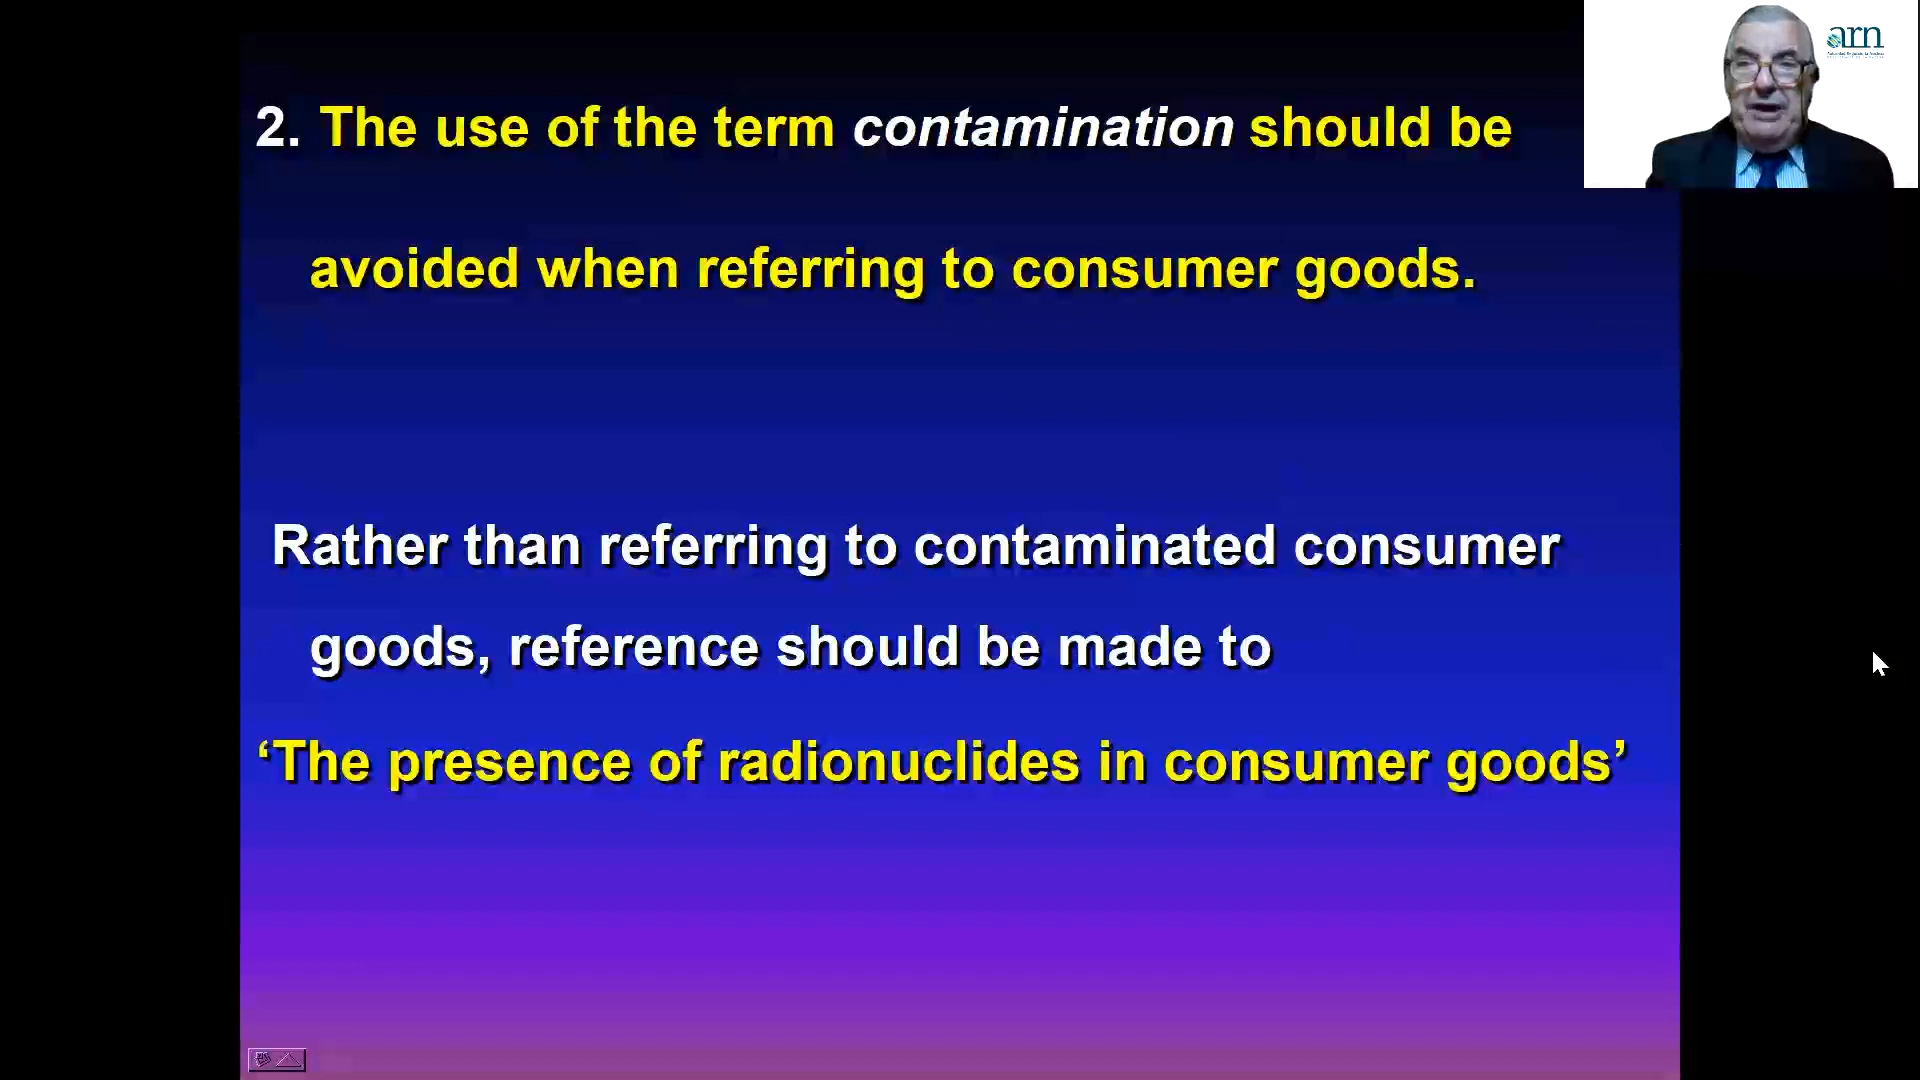 2. The use of the term contamination should be
avoided when referring to consumer goods.
Rather than referring to contaminated consumer
goods, reference should be made to
‘The presence of radionuclides in consumer goods’
arn